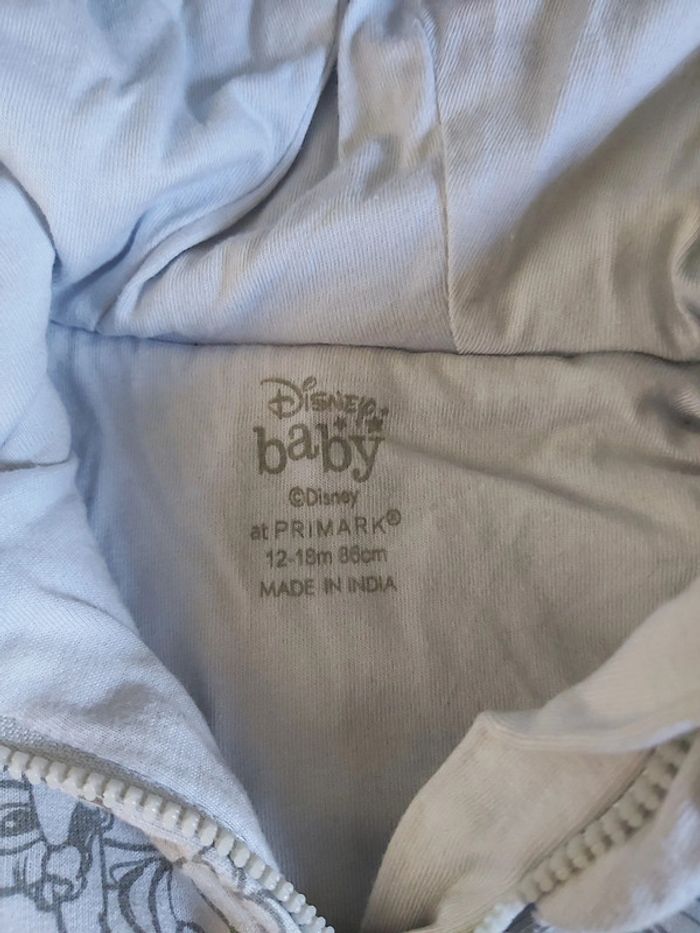 Disney
baby
©Disney
at PRIMARK®
12-18m 86cm
MADE IN INDIA